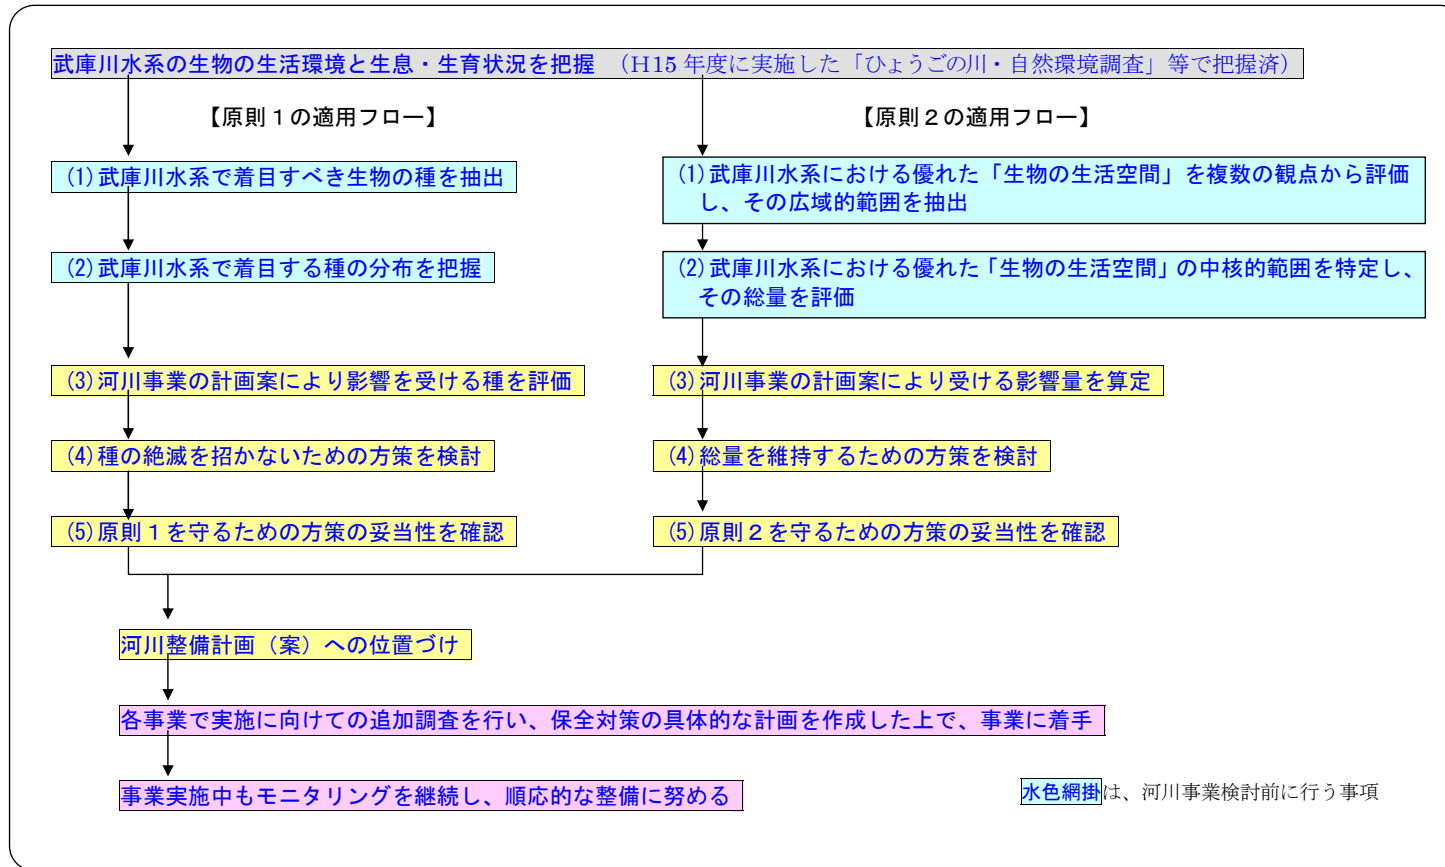 武庫川水系の生物の生活環境と生息・生育状況を把握　（H15 年度に実施した「ひょうごの川・自然環境調査」等で把握済）
【原則１の適用フロー】
(1)武庫川水系で着目すべき生物の種を抽出
(2)武庫川水系で着目する種の分布を把握
(3)河川事業の計画案により影響を受ける種を評価
(4)種の絶滅を招かないための方策を検討
(5)原則１を守るための方策の妥当性を確認
【原則２の適用フロー】
(1)武庫川水系における優れた「生物の生活空間」を複数の観点から評価
し、その広域的範囲を抽出
(2)武庫川水系における優れた「生物の生活空間」の中核的範囲を特定し、
その総量を評価
(3)河川事業の計画案により受ける影響量を算定
(4)総量を維持するための方策を検討
(5)原則２を守るための方策の妥当性を確認
河川整備計画（案）への位置づけ
各事業で実施に向けての追加調査を行い、保全対策の具体的な計画を作成した上で、事業に着手
事業実施中もモニタリングを継続し、順応的な整備に努める
水色網掛は、河川事業検討前に行う事項